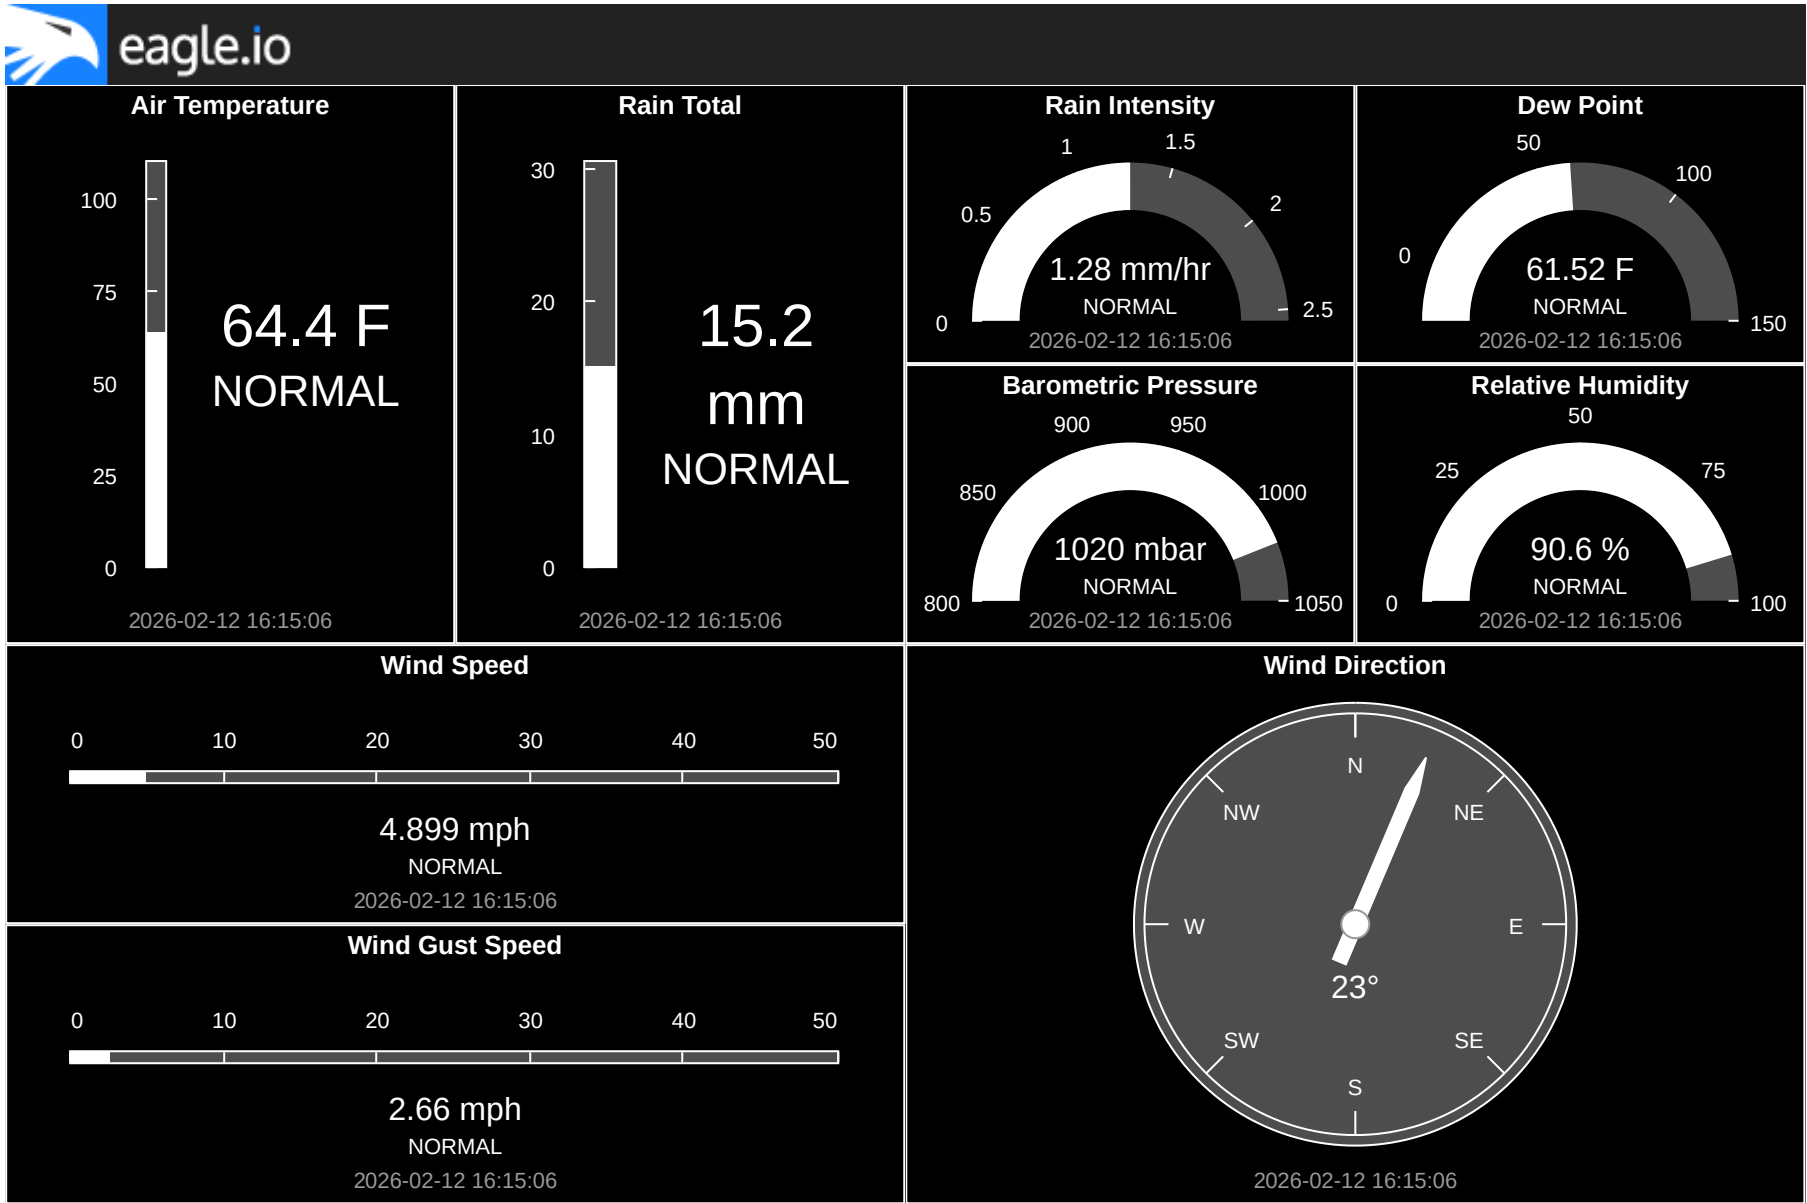 eagle.io
Air Temperature
100
75
50
25
0
64.4 F
NORMAL
2026-02-12 16:15:06
Rain Total
30
20
10
0
15.2
mm
NORMAL
2026-02-12 16:15:06
Rain Intensity
0
0.5
1
1.5
2
2.5
1.28 mm/hr
NORMAL
2026-02-12 16:15:06
Dew Point
0
50
100
150
61.52 F
NORMAL
2026-02-12 16:15:06
Barometric Pressure
800
850
900
950
1000
1050
1020 mbar
NORMAL
2026-02-12 16:15:06
Relative Humidity
0
25
50
75
100
90.6 %
NORMAL
2026-02-12 16:15:06
Wind Speed
0 10 20 30 40 50
4.899 mph
NORMAL
2026-02-12 16:15:06
Wind Gust Speed
0 10 20 30 40 50
2.66 mph
NORMAL
2026-02-12 16:15:06
Wind Direction
N
NW NE
W E
23°
SW SE
S
2026-02-12 16:15:06